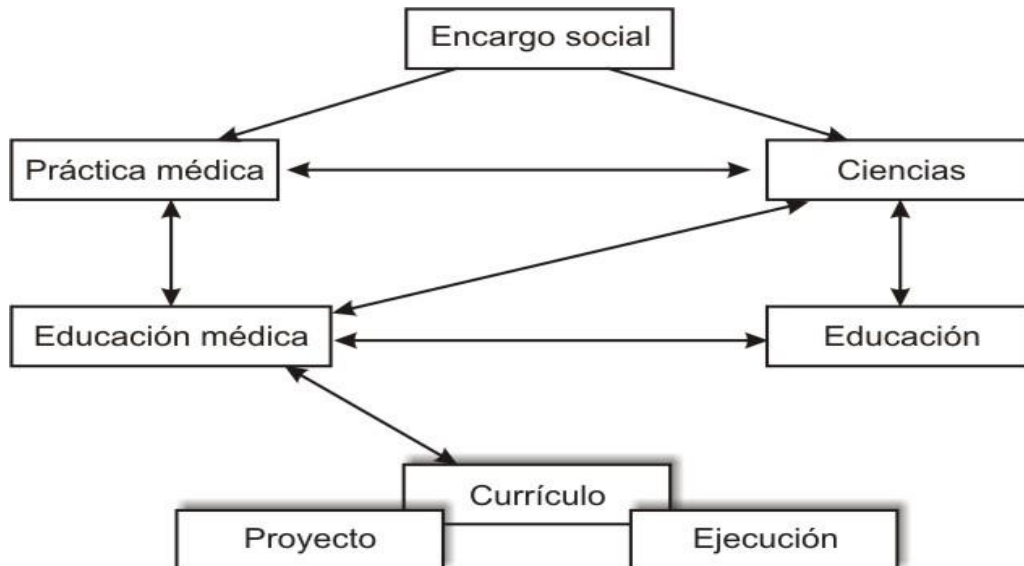 Encargo social
Práctica médica
Ciencias
Educación médica
Educación
Currículo
Proyecto
Ejecución